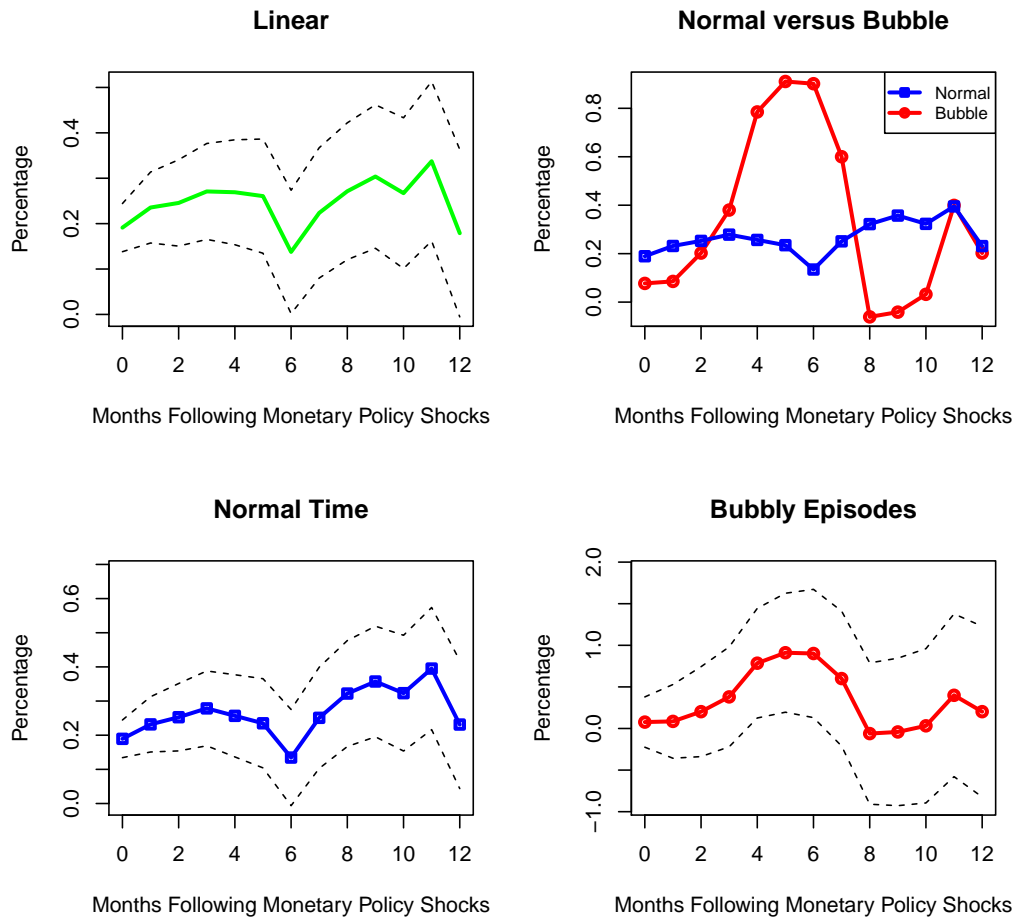 Linear
Percentage
0.0
0.2
0.4
0 2 4 6 8 10 12
Months Following Monetary Policy Shocks
Normal versus Bubble
Percentage
0.0
0.2
0.4
0.6
0.8
Normal
Bubble
0 2 4 6 8 10 12
Months Following Monetary Policy Shocks
Normal Time
Percentage
0.0
0.2
0.4
0.6
0 2 4 6 8 10 12
Months Following Monetary Policy Shocks
Bubbly Episodes
Percentage
−1.0
0.0
1.0
2.0
0 2 4 6 8 10 12
Months Following Monetary Policy Shocks